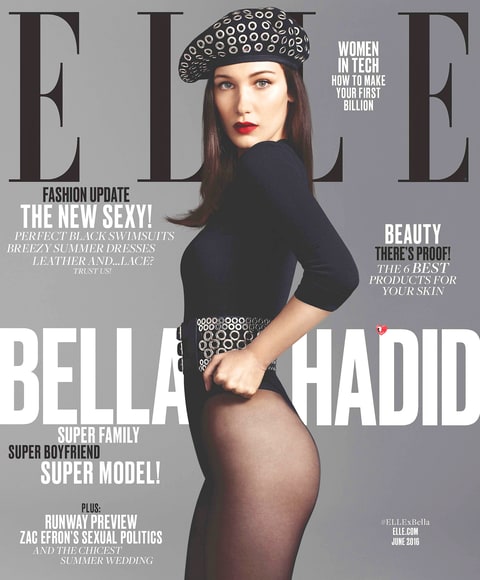 ELLE
WOMEN
IN TECH
HOW TO MAKE
YOUR FIRST
BILLION
FASHION UPDATE
THE NEW SEXY!
PERFECT BLACK SWIMSUITS
BREEZY SUMMER DRESSES
LEATHER AND...LACE?
TRUST US!
BEAUTY
THERE'S PROOF!
THE 6 BEST
PRODUCTS FOR
YOUR SKIN
BELLA HADID
SUPER FAMILY
SUPER BOYFRIEND
SUPER MODEL!
PLUS:
RUNWAY PREVIEW
ZAC EFRON'S SEXUAL POLITICS
AND THE CHICEST
SUMMER WEDDING
#ELLExBella
ELLE.COM
JUNE 2016